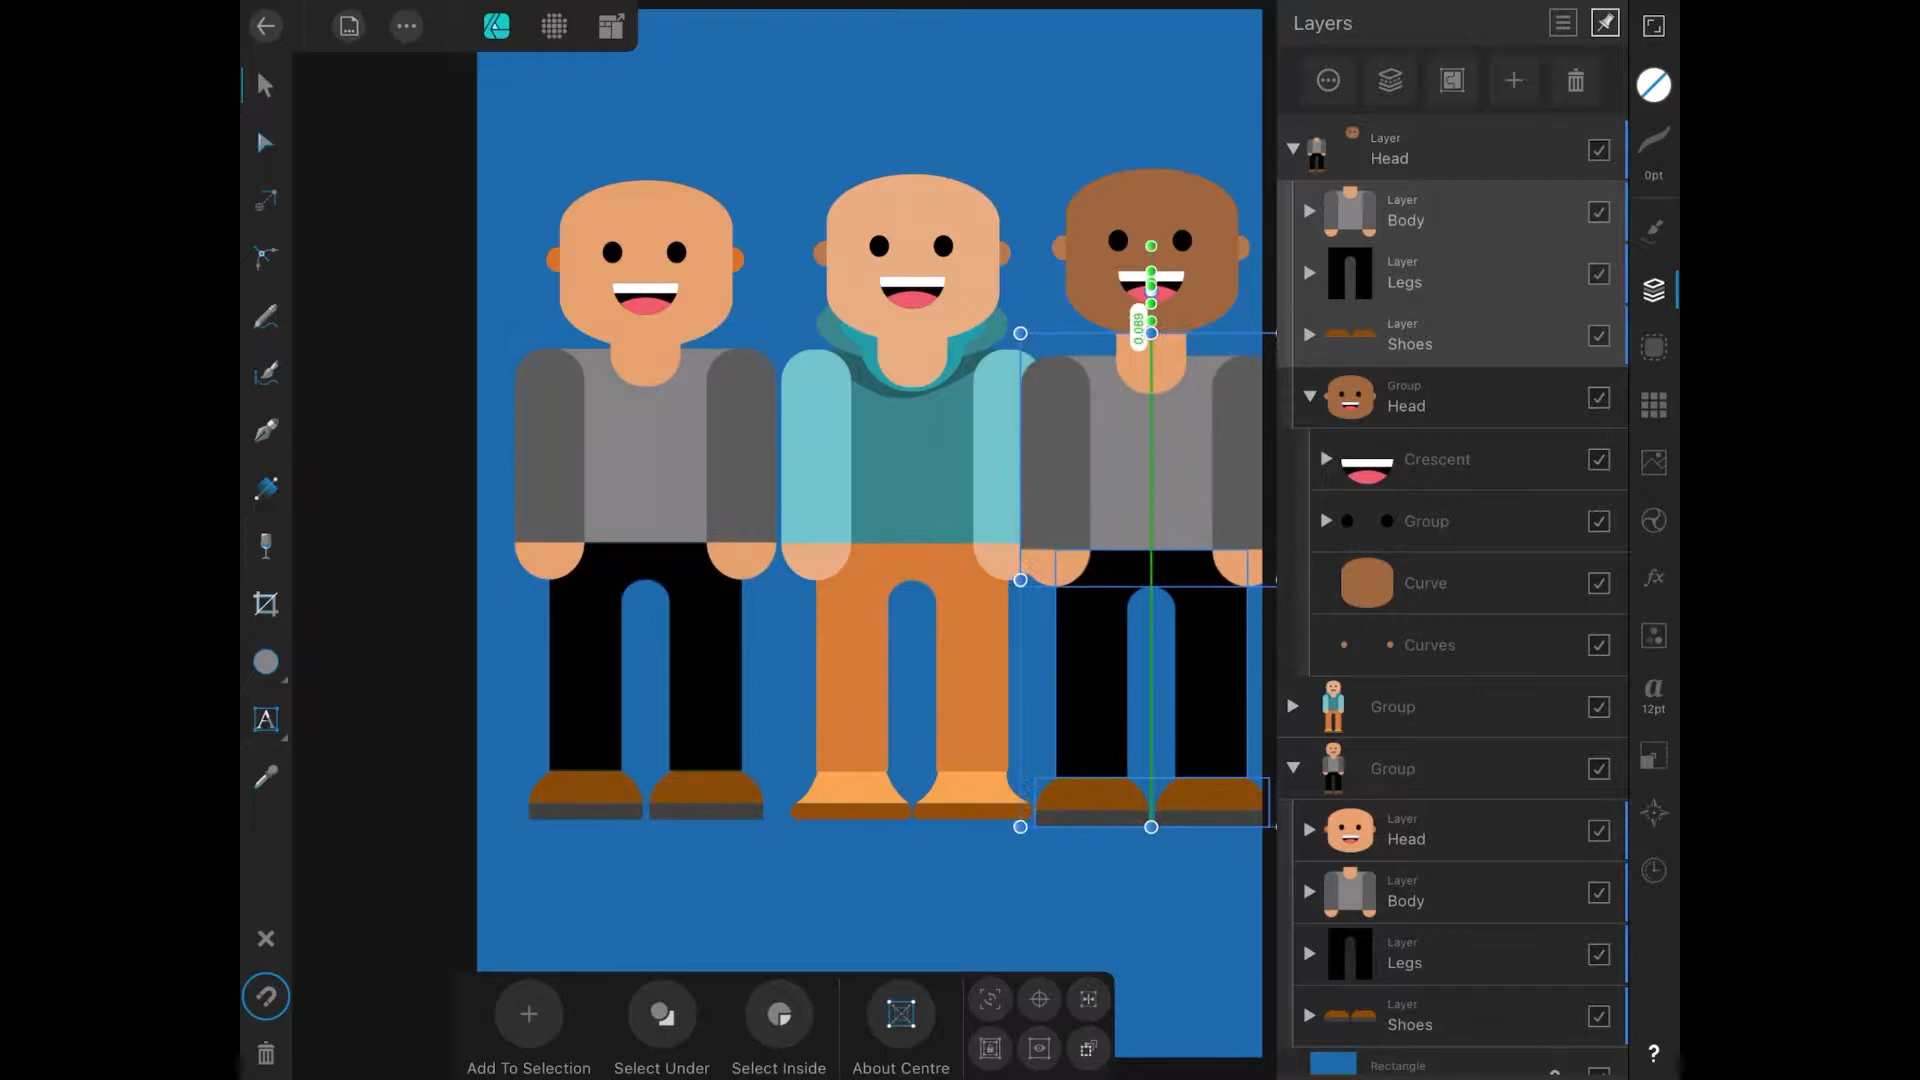 Layers
Layer
Head
0pt
Layer
Body
Layer
Legs
Layer
Shoes
0.089
Group
Head
Crescent
Group
Curve
Curves
a
12pt
Group
Group
Layer
Head
Layer
Body
Layer
Legs
Layer
Shoes
Rectangle
fx
A
?
Add To Selection
Select Under
Select Inside
About Centre